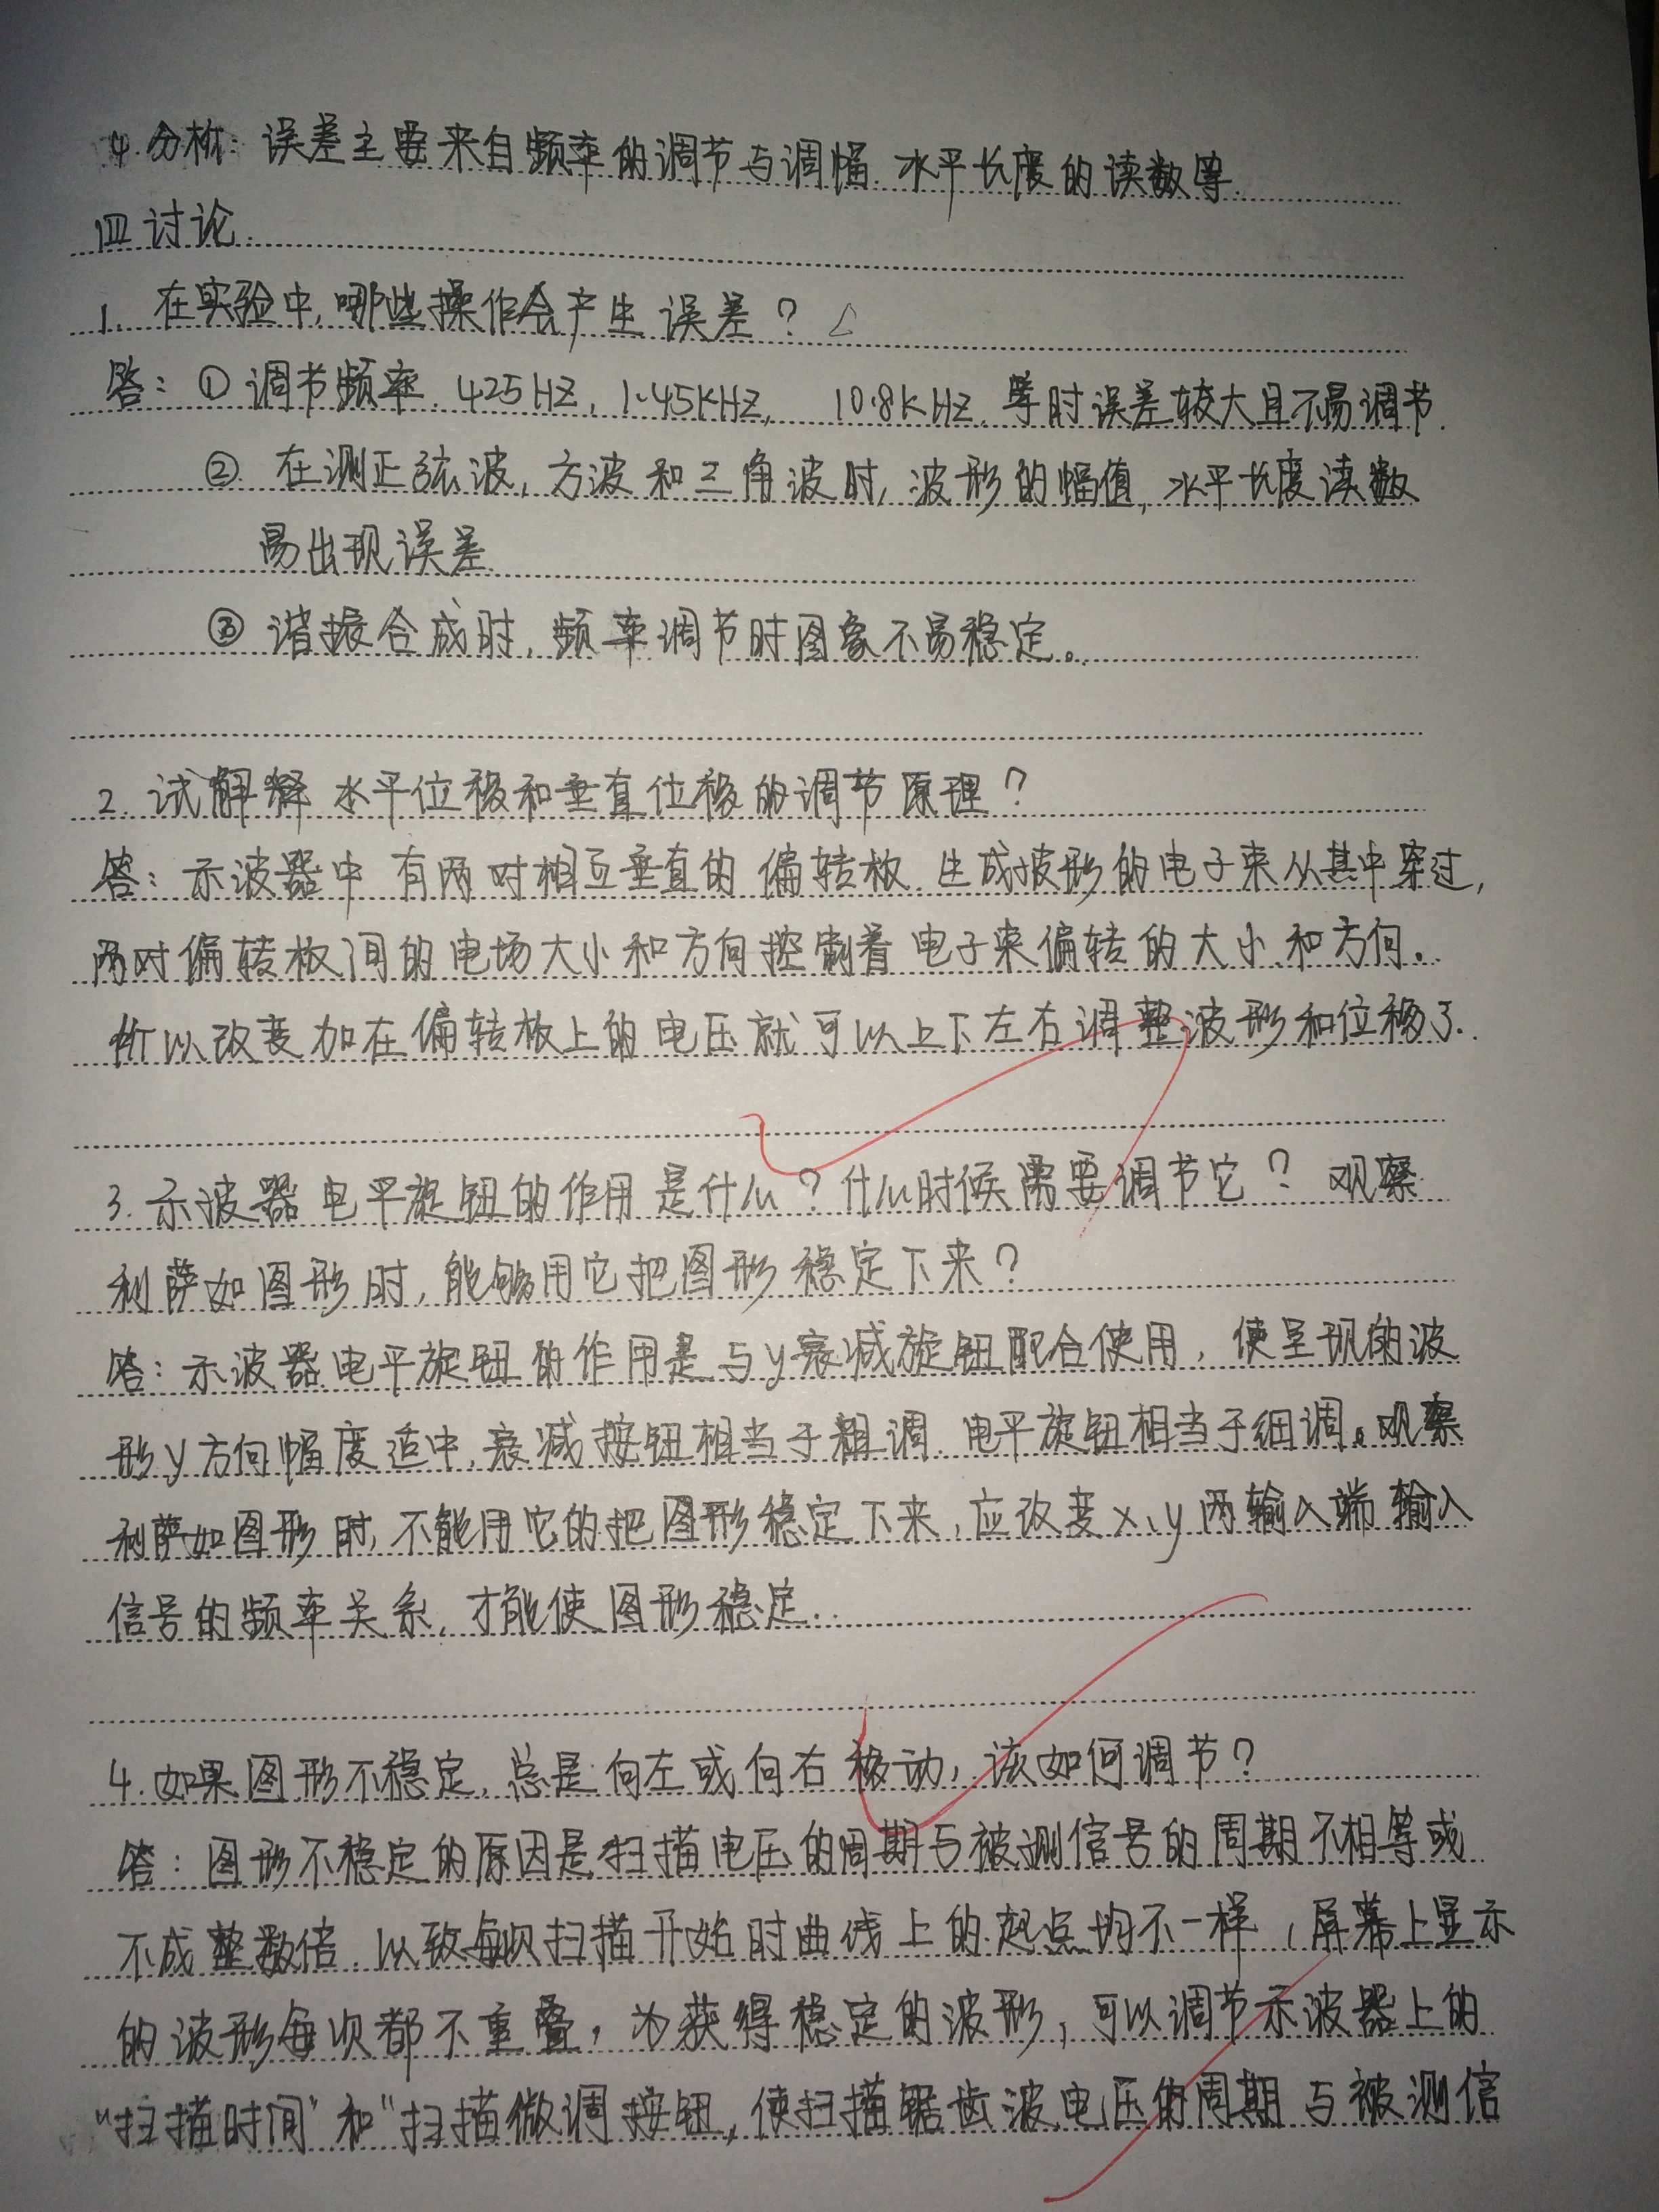 4.分析：误差主要来自频率的调节与调幅.水平长度的读数等.
四 讨论.
1. 在实验中,哪些操作会产生误差？△
答：①调节频率.425HZ,1.45KHZ,10.8KHZ.等时误差较大且不易调节.
②.在测正弦波,方波和三角波时,波形的幅值,水平长度读数
易出现误差.
③ 谐振合成时,频率调节时图象不易稳定。
2.试解释水平位移和垂直位移的调节原理？
答：示波器中有两对相互垂直的偏转板.生成波形的电子束从其中穿过,
两对偏转板间的电场大小和方向控制着电子束偏转的大小和方向.
所以改变加在偏转板上的电压就可以上下左右调整波形和位移了.
3.示波器电平旋钮的作用是什么？什么时候需要调节它？观察
利萨如图形时,能够用它把图形稳定下来？
答：示波器电平旋钮的作用是与y衰减旋钮配合使用,使呈现的波
形y方向幅度适中,衰减按钮相当于粗调.电平旋钮相当于细调。观察
利萨如图形时,不能用它的把图形稳定下来,应改变x、y两输入端输入
信号的频率关系,才能使图形稳定.
4.如果图形不稳定,总是向左或向右移动,该如何调节？
答：图形不稳定的原因是扫描电压的周期与被测信号的周期不相等或
不成整数倍.以致每次扫描开始时曲线上的起点均不一样,屏幕上显示
的波形每次都不重叠,为获得稳定的波形,可以调节示波器上的
“扫描时间”和“扫描微调按钮,使扫描锯齿波电压的周期与被测信